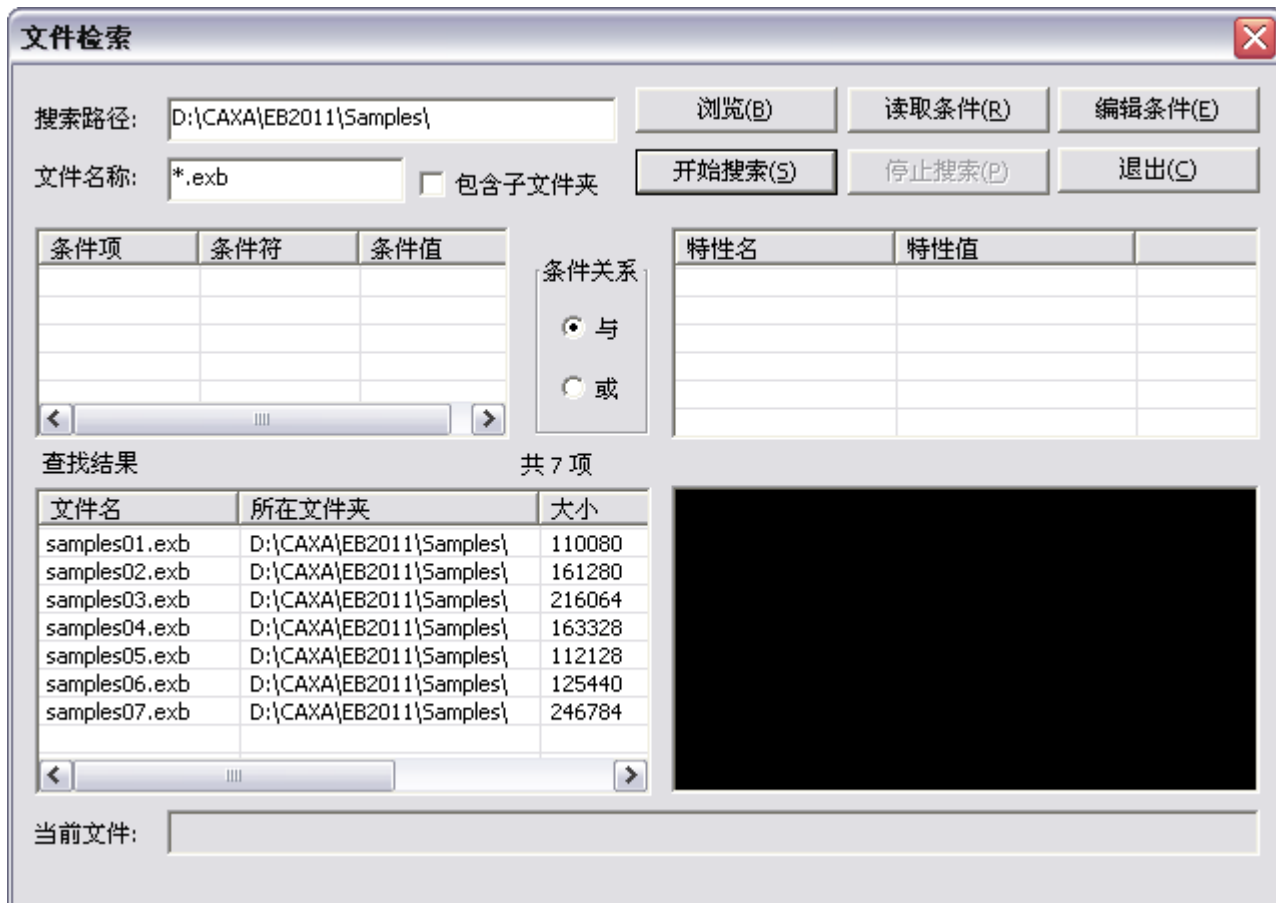 文件检索
搜索路径: D:\CAXA\EB2011\Samples\ 浏览(B) 读取条件(R) 编辑条件(E)
文件名称: *.exb 包含子文件夹 开始搜索(S) 停止搜索(P) 退出(C)
条件项 条件符 条件值
条件关系
与
或
特性名 特性值
查找结果 共 7 项
文件名 所在文件夹 大小
samples01.exb D:\CAXA\EB2011\Samples\ 110080
samples02.exb D:\CAXA\EB2011\Samples\ 161280
samples03.exb D:\CAXA\EB2011\Samples\ 216064
samples04.exb D:\CAXA\EB2011\Samples\ 163328
samples05.exb D:\CAXA\EB2011\Samples\ 112128
samples06.exb D:\CAXA\EB2011\Samples\ 125440
samples07.exb D:\CAXA\EB2011\Samples\ 246784
当前文件: